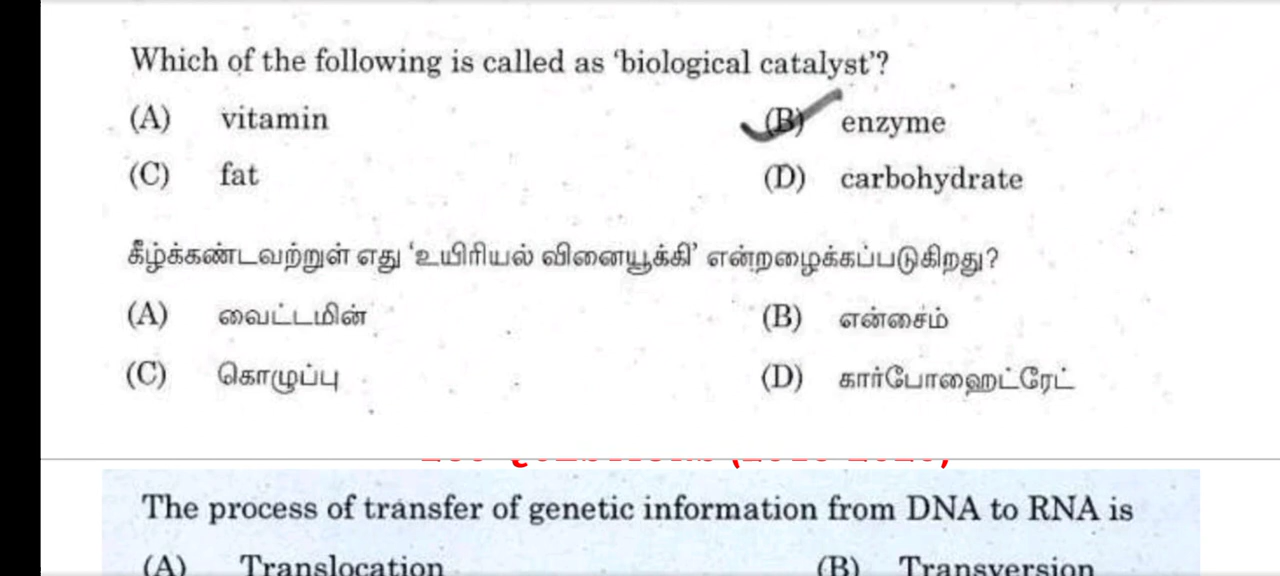 Which of the following is called as ‘biological catalyst’?
(A) vitamin (B) enzyme
(C) fat (D) carbohydrate
கீழ்க்கண்டவற்றுள் எது ‘உயிரியல் வினையூக்கி’ என்றழைக்கப்படுகிறது?
(A) வைட்டமின் (B) என்சைம்
(C) கொழுப்பு (D) கார்போஹைட்ரேட்
The process of transfer of genetic information from DNA to RNA is
(A) Translocation (B) Transversion